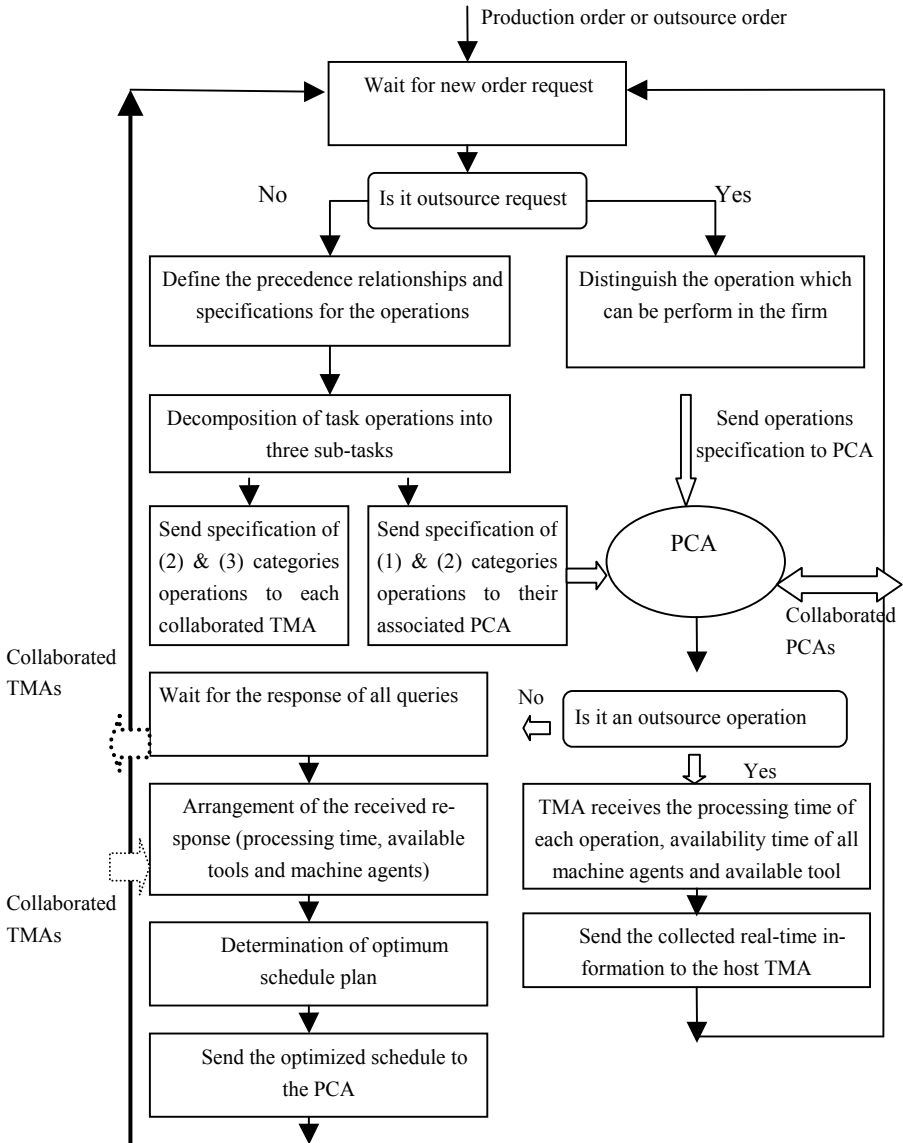 Production order or outsource order
Wait for new order request
No
Is it outsource request
Yes
Define the precedence relationships and
specifications for the operations
Distinguish the operation which
can be perform in the firm
Decomposition of task operations into
three sub-tasks
Send operations
specification to PCA
Send specification of
(2) & (3) categories
operations to each
collaborated TMA
Send specification of
(1) & (2) categories
operations to their
associated PCA
PCA
Collaborated
PCAs
Collaborated
TMAs
Wait for the response of all queries
No
Is it an outsource operation
Yes
Arrangement of the received re-
sponse (processing time, available
tools and machine agents)
TMA receives the processing time of
each operation, availability time of all
machine agents and available tool
Collaborated
TMAs
Determination of optimum
schedule plan
Send the collected real-time in-
formation to the host TMA
Send the optimized schedule to
the PCA